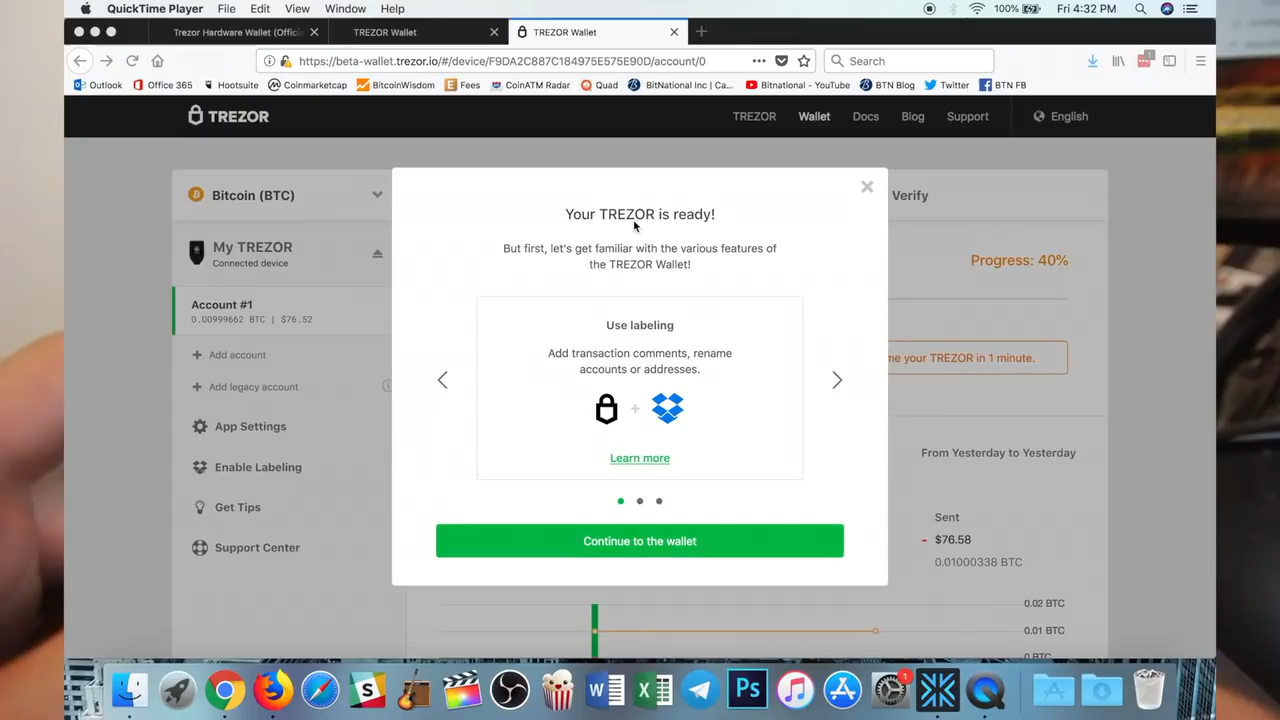 QuickTime Player File Edit View Window Help
100% Fri 4:32 PM
Trezor Hardware Wallet (Offici
TREZOR Wallet
TREZOR Wallet
https://beta-wallet.trezor.io/#/device/F9DA2C887C184975E575E90D/account/0
Search
Outlook Office 365 Hootsuite Coinmarketcap BitcoinWisdom Fees CoinATM Radar Quad BitNational Inc | Ca... Bitnational - YouTube BTN Blog Twitter BTN FB
TREZOR
TREZOR Wallet Docs Blog Support English
Bitcoin (BTC)
My TREZOR
Connected device
Account #1
0.00999662 BTC | $76.52
+ Add account
+ Add legacy account
App Settings
Enable Labeling
Get Tips
Support Center
Your TREZOR is ready!
But first, let's get familiar with the various features of
the TREZOR Wallet!
Use labeling
Add transaction comments, rename
accounts or addresses.
+
Learn more
Continue to the wallet
Verify
Progress: 40%
me your TREZOR in 1 minute.
From Yesterday to Yesterday
Sent
- $76.58
0.01000338 BTC
0.02 BTC
0.01 BTC
0 BTC